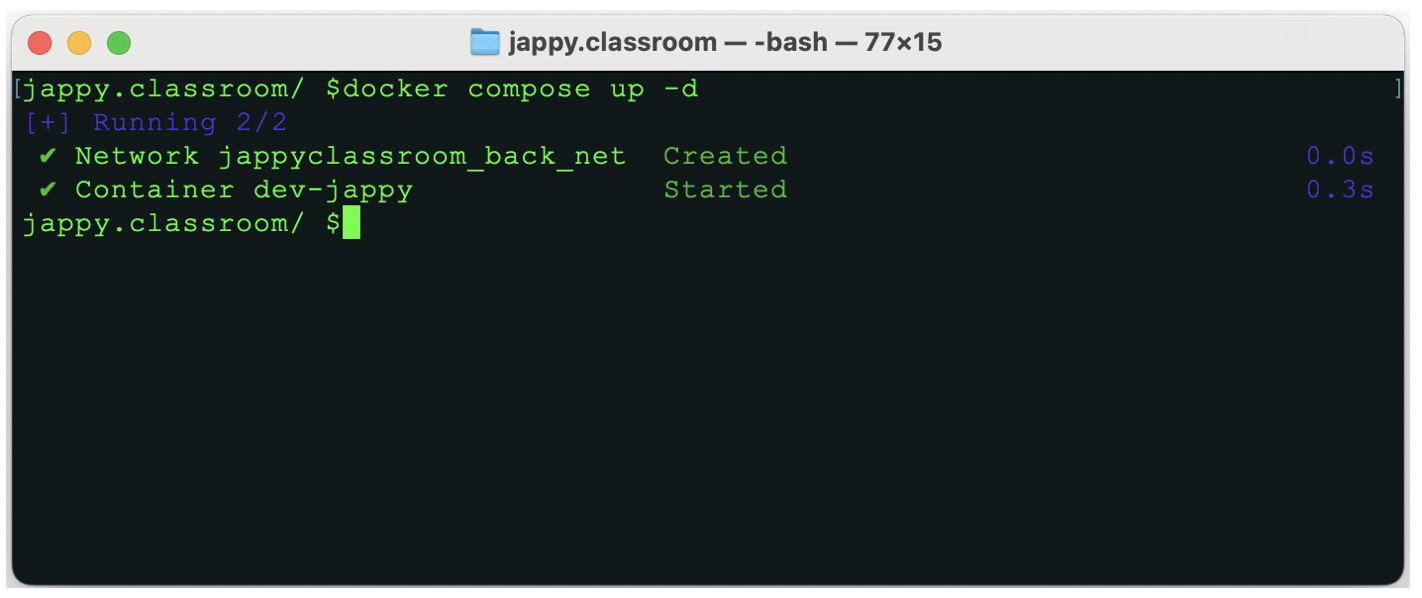 jappy.classroom — -bash — 77×15
[jappy.classroom/ $docker compose up -d ]
[+] Running 2/2
✔ Network jappyclassroom_back_net Created 0.0s
✔ Container dev-jappy Started 0.3s
jappy.classroom/ $